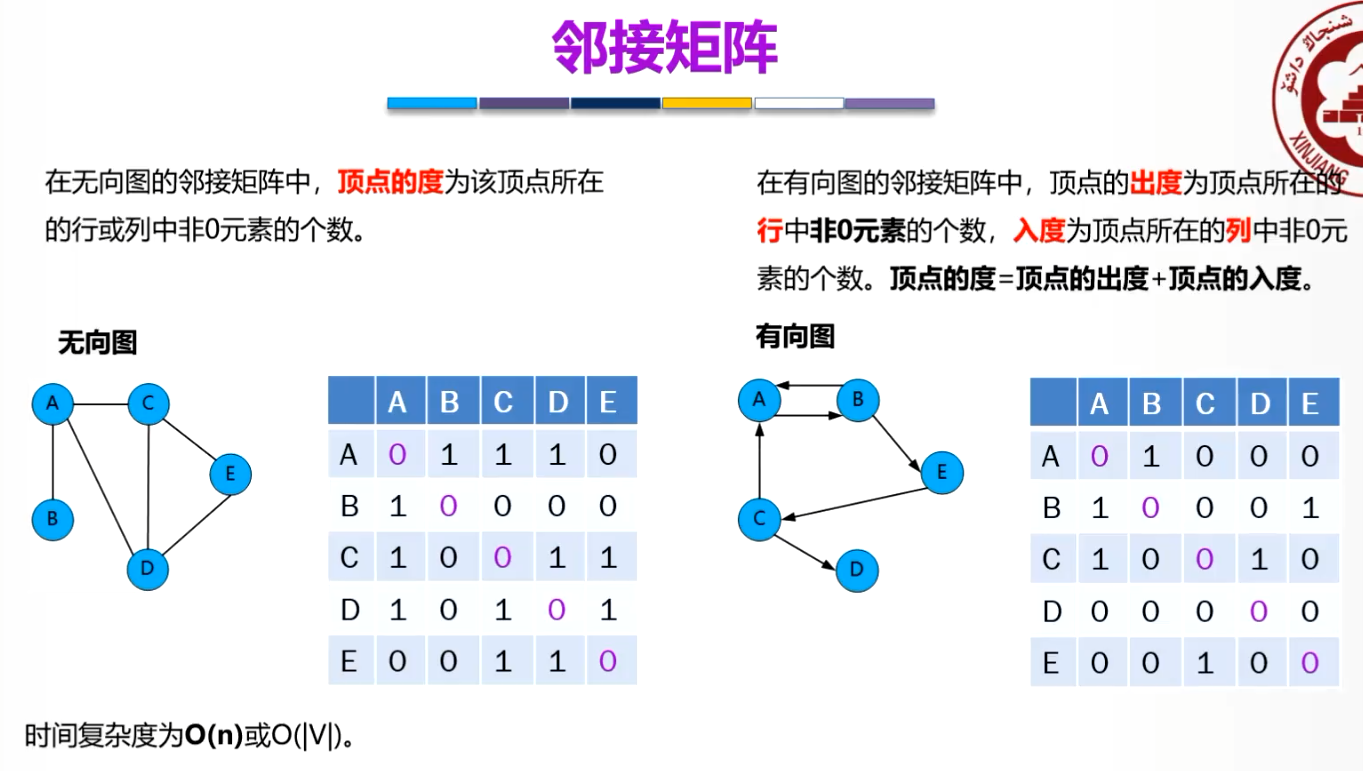 邻接矩阵
在无向图的邻接矩阵中，顶点的度为该顶点所在
的行或列中非0元素的个数。
在有向图的邻接矩阵中，顶点的出度为顶点所在的
行中非0元素的个数，入度为顶点所在的列中非0元
素的个数。顶点的度=顶点的出度+顶点的入度。
无向图
A C
E
B
D
A B C D E
A 0 1 1 1 0
B 1 0 0 0 0
C 1 0 0 1 1
D 1 0 1 0 1
E 0 0 1 1 0
有向图
A B
E
C
D
A B C D E
A 0 1 0 0 0
B 1 0 0 0 1
C 1 0 0 1 0
D 0 0 0 0 0
E 0 0 1 0 0
时间复杂度为O(n)或O(|V|)。
شىنجاڭ داشۆ
XINJIANG